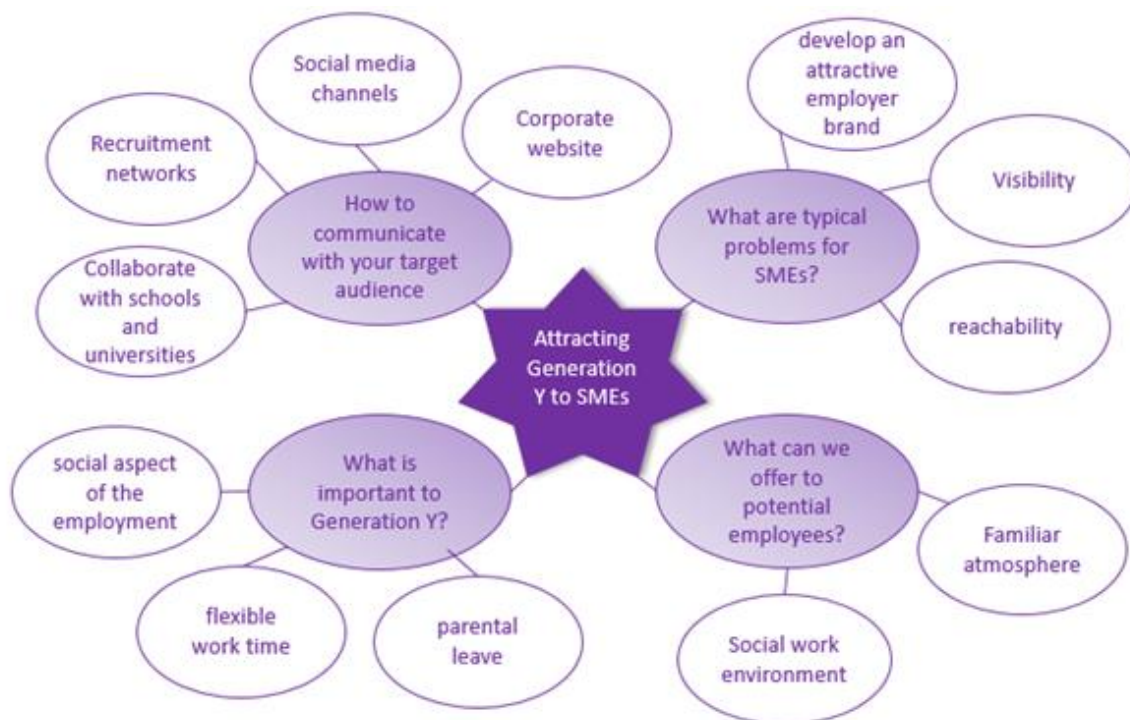 Social media
channels
Corporate
website
Recruitment
networks
Collaborate
with schools
and
universities
How to
communicate
with your target
audience
develop an
attractive
employer
brand
Visibility
reachability
What are typical
problems for
SMEs?
Attracting
Generation
Y to SMEs
What is
important to
Generation Y?
social aspect
of the
employment
flexible
work time
parental
leave
What can we
offer to
potential
employees?
Familiar
atmosphere
Social work
environment